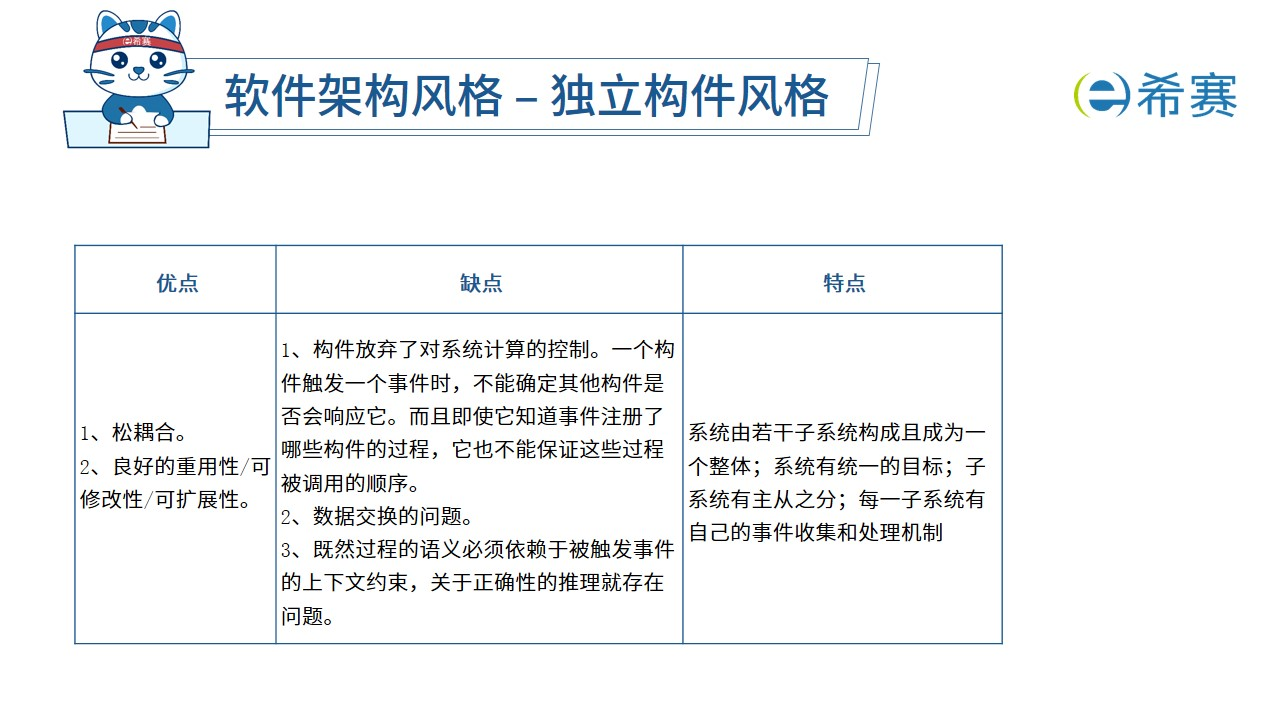 希赛
软件架构风格 – 独立构件风格
希赛
优点
缺点
特点
1、松耦合。
2、良好的重用性/可
修改性/可扩展性。
1、构件放弃了对系统计算的控制。一个构
件触发一个事件时，不能确定其他构件是
否会响应它。而且即使它知道事件注册了
哪些构件的过程，它也不能保证这些过程
被调用的顺序。
2、数据交换的问题。
3、既然过程的语义必须依赖于被触发事件
的上下文约束，关于正确性的推理就存在
问题。
系统由若干子系统构成且成为一
个整体；系统有统一的目标；子
系统有主从之分；每一子系统有
自己的事件收集和处理机制